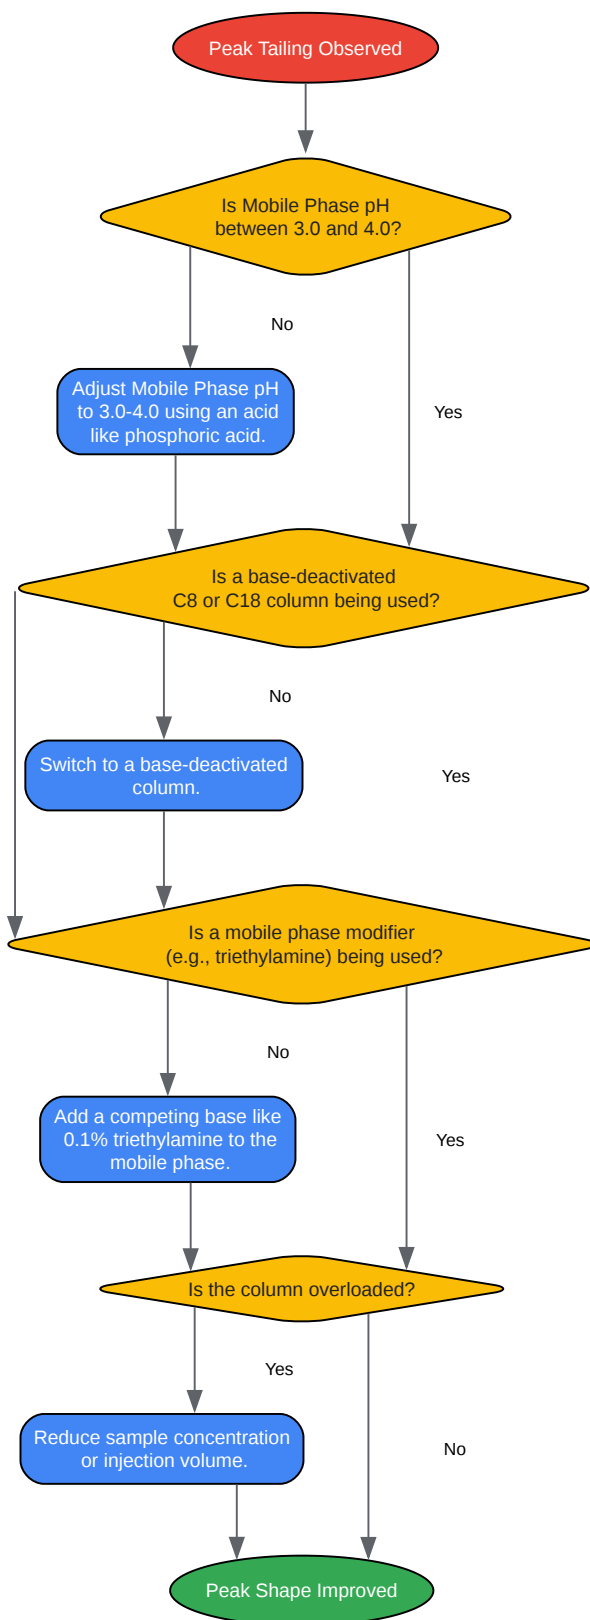 Peak Tailing Observed
Is Mobile Phase pH
between 3.0 and 4.0?
No
Adjust Mobile Phase pH
to 3.0-4.0 using an acid
like phosphoric acid.
Yes
Is a base-deactivated
C8 or C18 column being used?
No
Switch to a base-deactivated
column.
Yes
Is a mobile phase modifier
(e.g., triethylamine) being used?
No
Add a competing base like
0.1% triethylamine to the
mobile phase.
Yes
Is the column overloaded?
Yes
Reduce sample concentration
or injection volume.
No
Peak Shape Improved